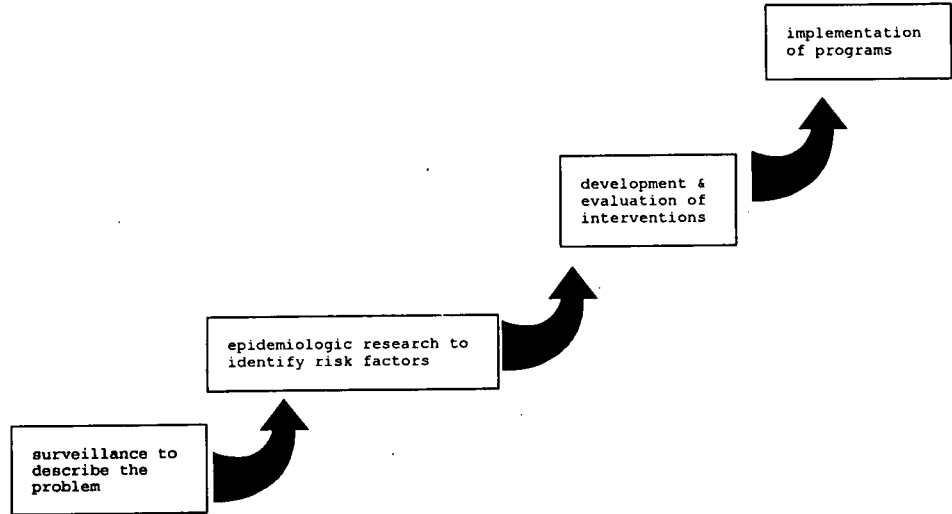 implementation
of programs
development &
evaluation of
interventions
epidemiologic research to
identify risk factors
surveillance to
describe the
problem